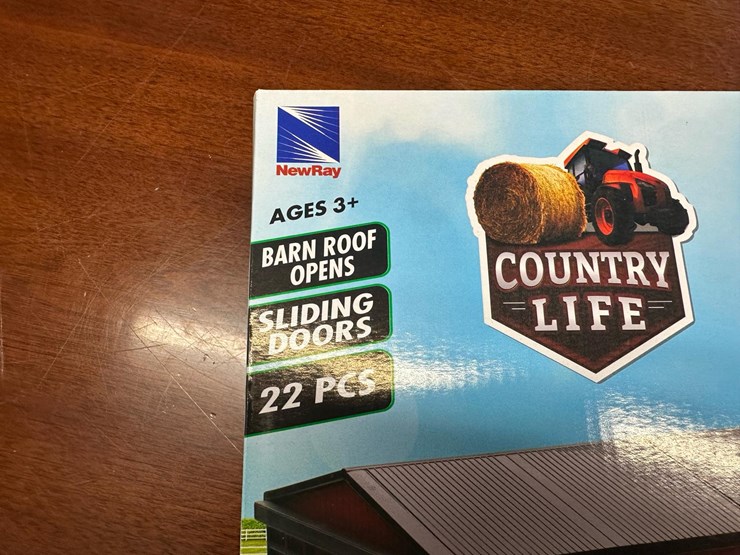 NewRay
AGES 3+
BARN ROOF
OPENS
SLIDING
DOORS
22 PCS
COUNTRY
LIFE